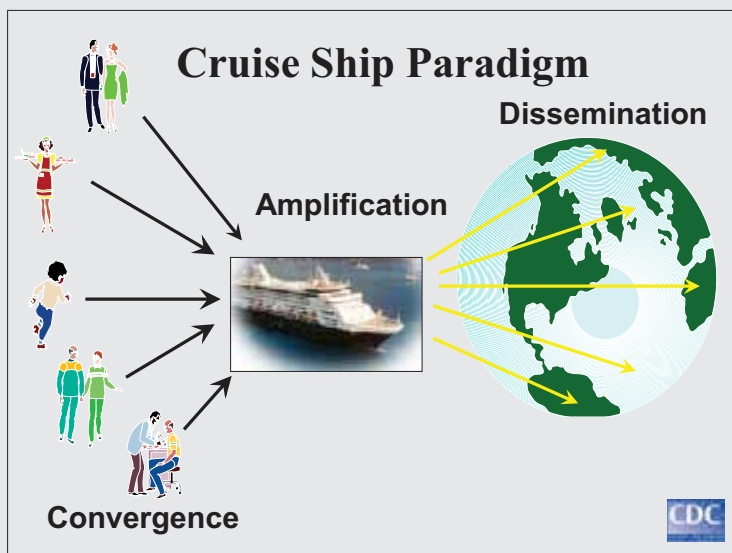 Cruise Ship Paradigm
Dissemination
Amplification
Convergence
CDC